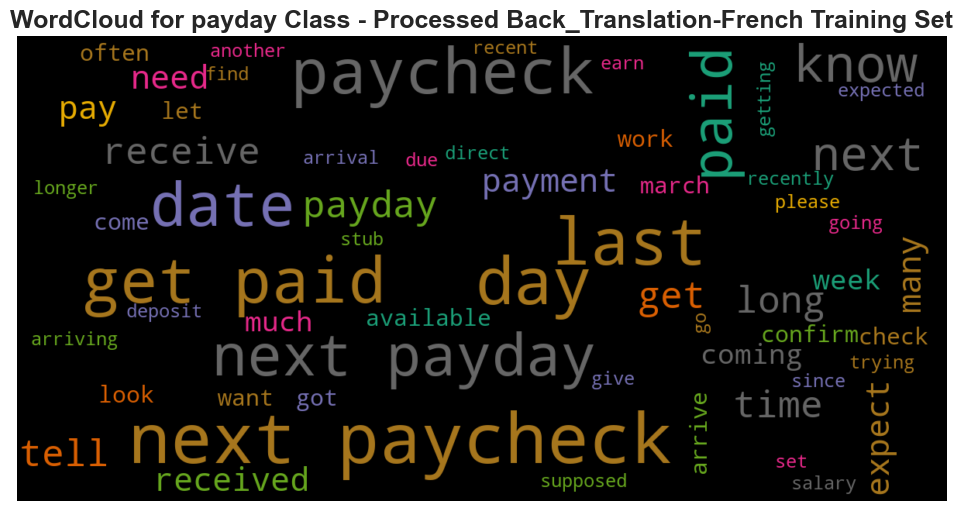 WordCloud for payday Class - Processed Back_Translation-French Training Set
often
another
recent
need
find
paycheck
earn
paid
getting
know
expected
pay
let
receive
arrival
due
direct
work
next
longer
come
date
payday
payment
march
recently
please
going
stub
last
get paid
day
get
long
week
many
deposit
much
available
go
confirm
check
arriving
next payday
coming
trying
look
want
got
give
since
time
expect
tell
next paycheck
arrive
received
supposed
set
salary